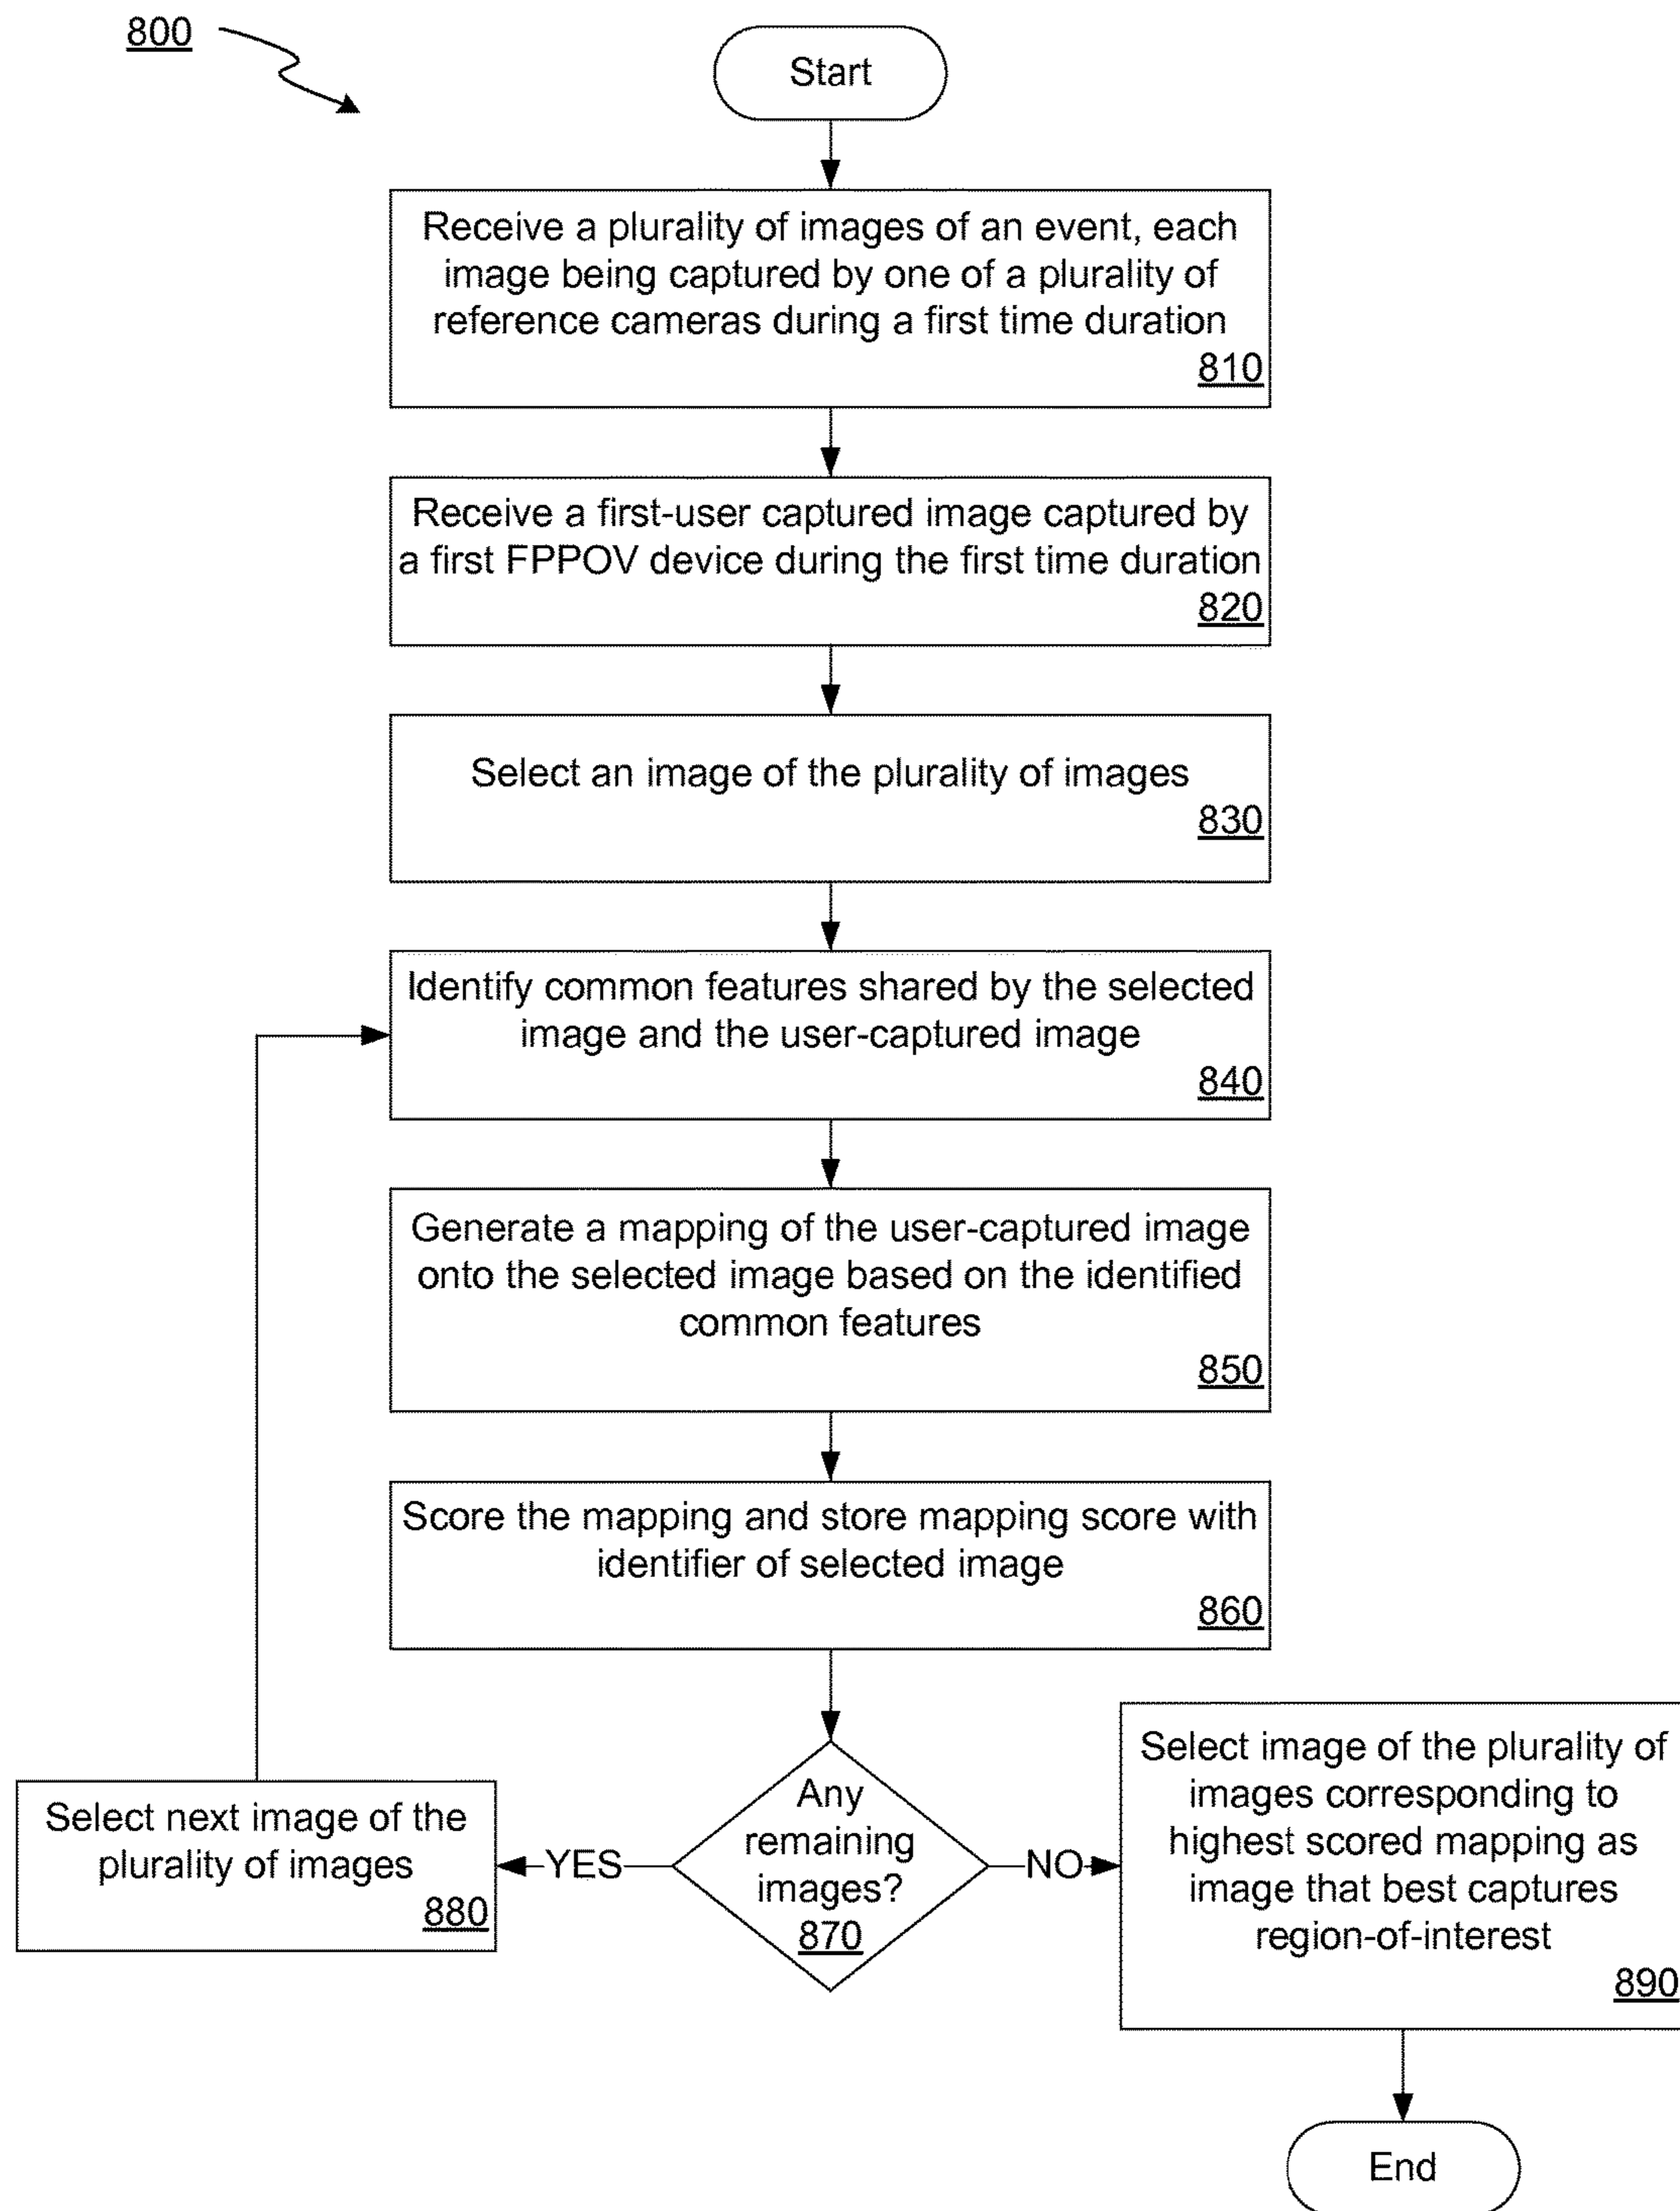 800
Start
Receive a plurality of images of an event, each
image being captured by one of a plurality of
reference cameras during a first time duration
810
Receive a first-user captured image captured by
a first FPPOV device during the first time duration
820
Select an image of the plurality of images
830
Identify common features shared by the selected
image and the user-captured image
840
Generate a mapping of the user-captured image
onto the selected image based on the identified
common features
850
Score the mapping and store mapping score with
identifier of selected image
860
Any
remaining
images?
870
YES
Select next image of the
plurality of images
880
NO
Select image of the plurality of
images corresponding to
highest scored mapping as
image that best captures
region-of-interest
890
End